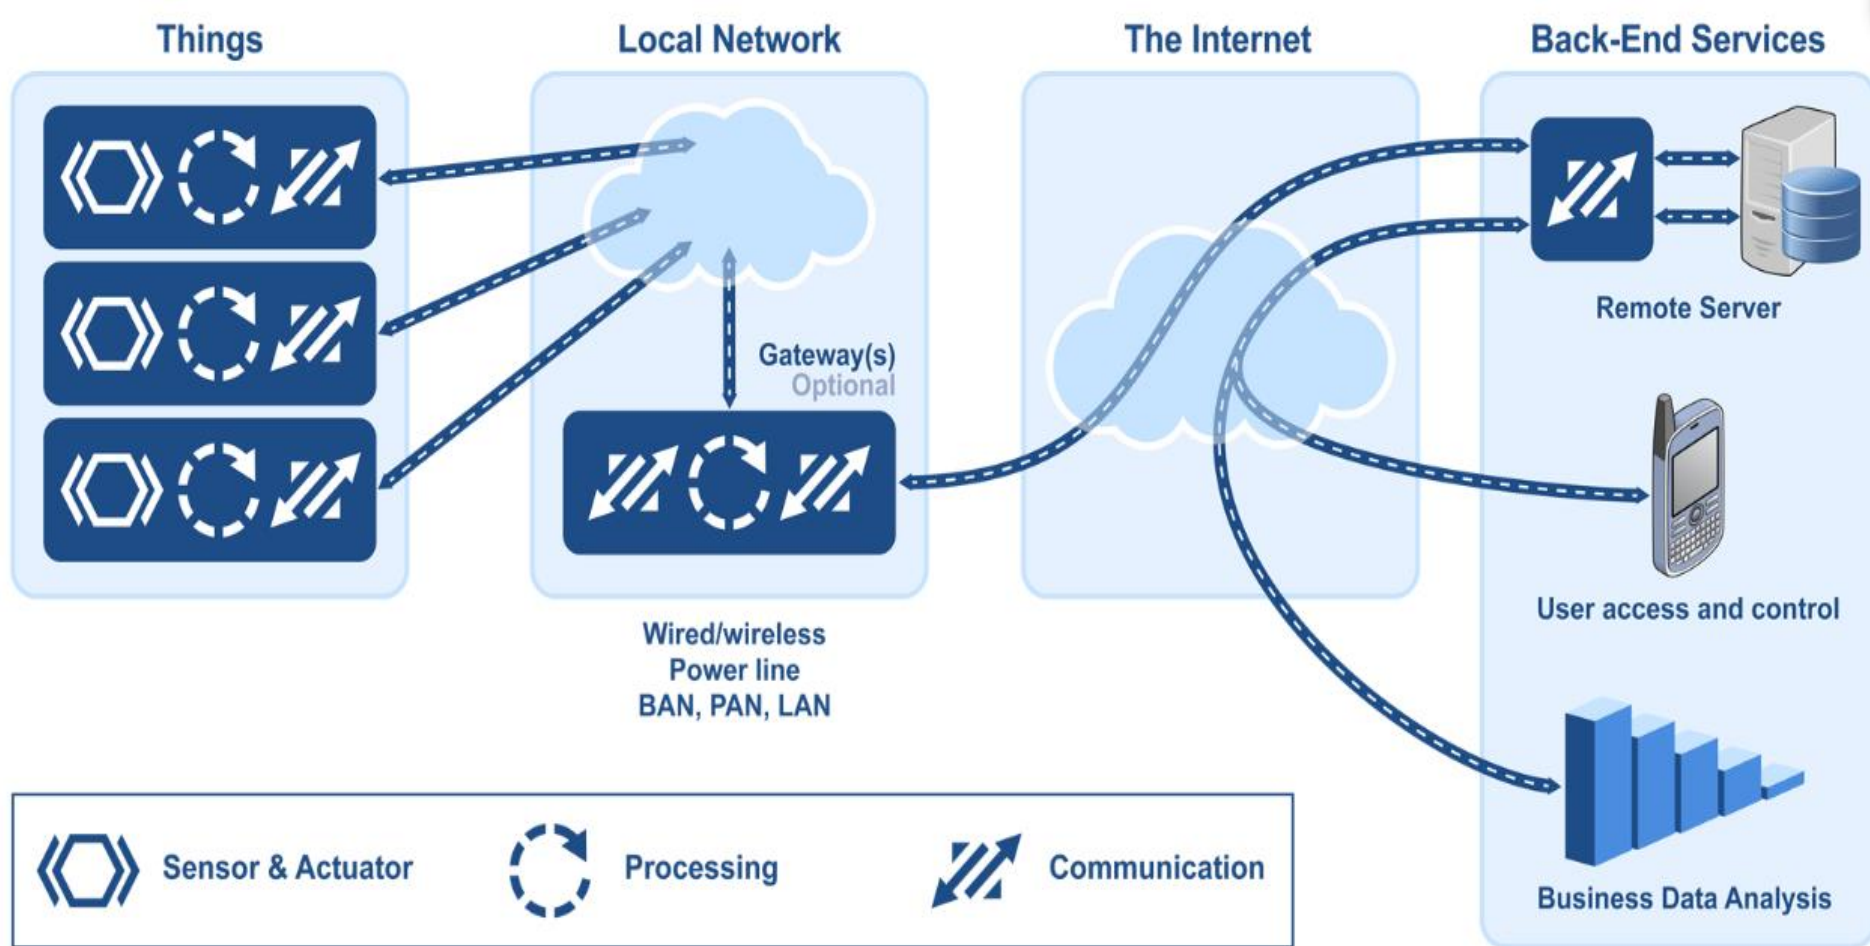 Things
Local Network
The Internet
Back-End Services
Gateway(s)
Optional
Wired/wireless
Power line
BAN, PAN, LAN
Remote Server
User access and control
Business Data Analysis
Sensor & Actuator
Processing
Communication